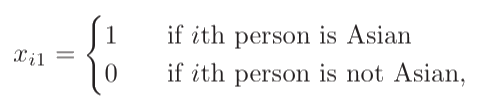 x_{i1} = { 1 if ith person is Asian
0 if ith person is not Asian,